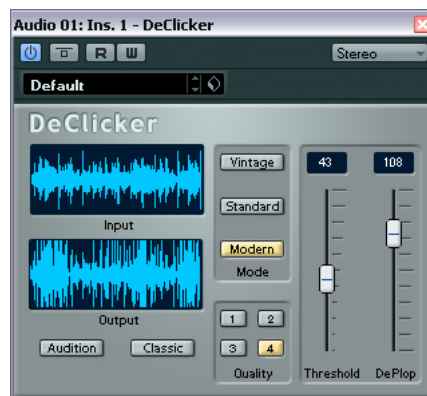 Audio 01: Ins. 1 - DeClicker
R W Stereo
Default
DeClicker
Input
Output
Audition Classic
Vintage
Standard
Modern
Mode
1 2
3 4
Quality
43 108
Threshold DePlop